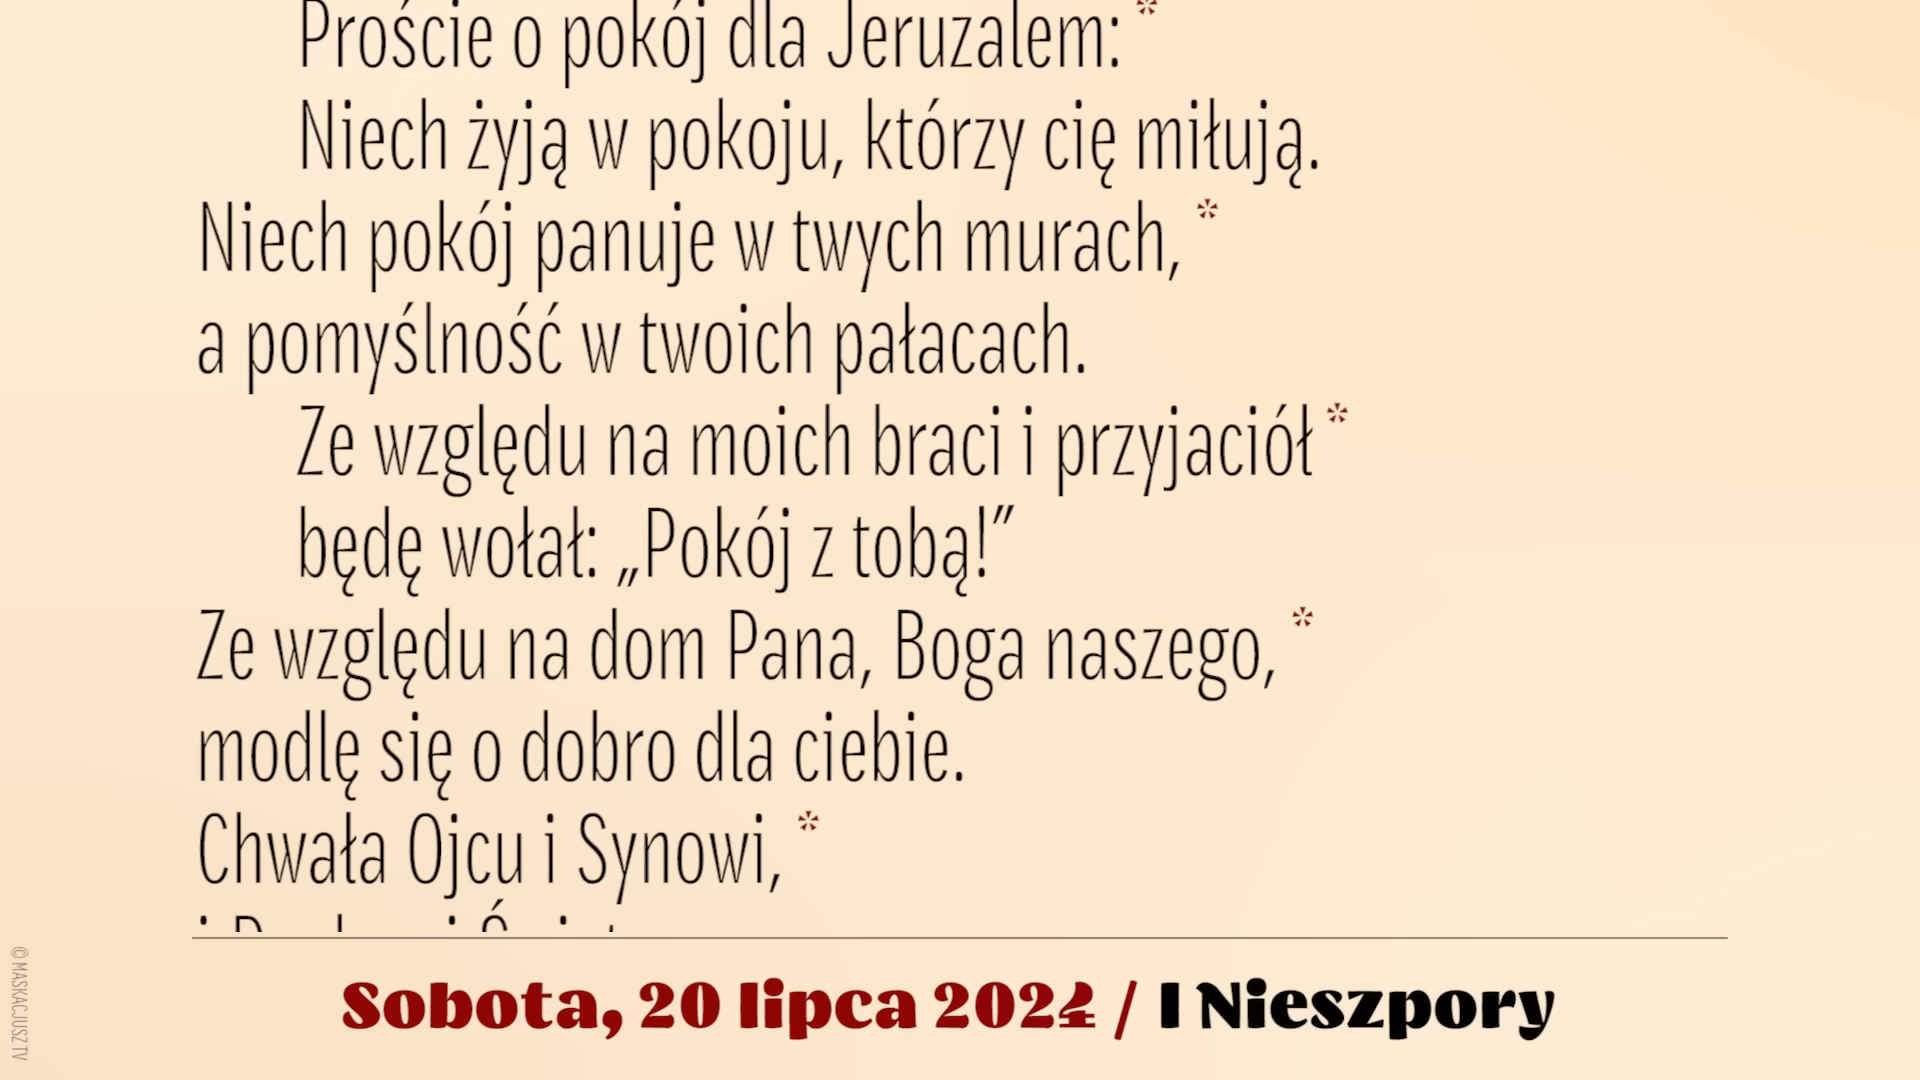 Proście o pokój dla Jeruzalem: *
Niech żyją w pokoju, którzy cię miłują.
Niech pokój panuje w twych murach, *
a pomyślność w twoich pałacach.
Ze względu na moich braci i przyjaciół *
będę wołał: „Pokój z tobą!”
Ze względu na dom Pana, Boga naszego, *
modlę się o dobro dla ciebie.
Chwała Ojcu i Synowi, *
Sobota, 20 lipca 2024 / I Nieszpory
© MASKACJUSZ TV